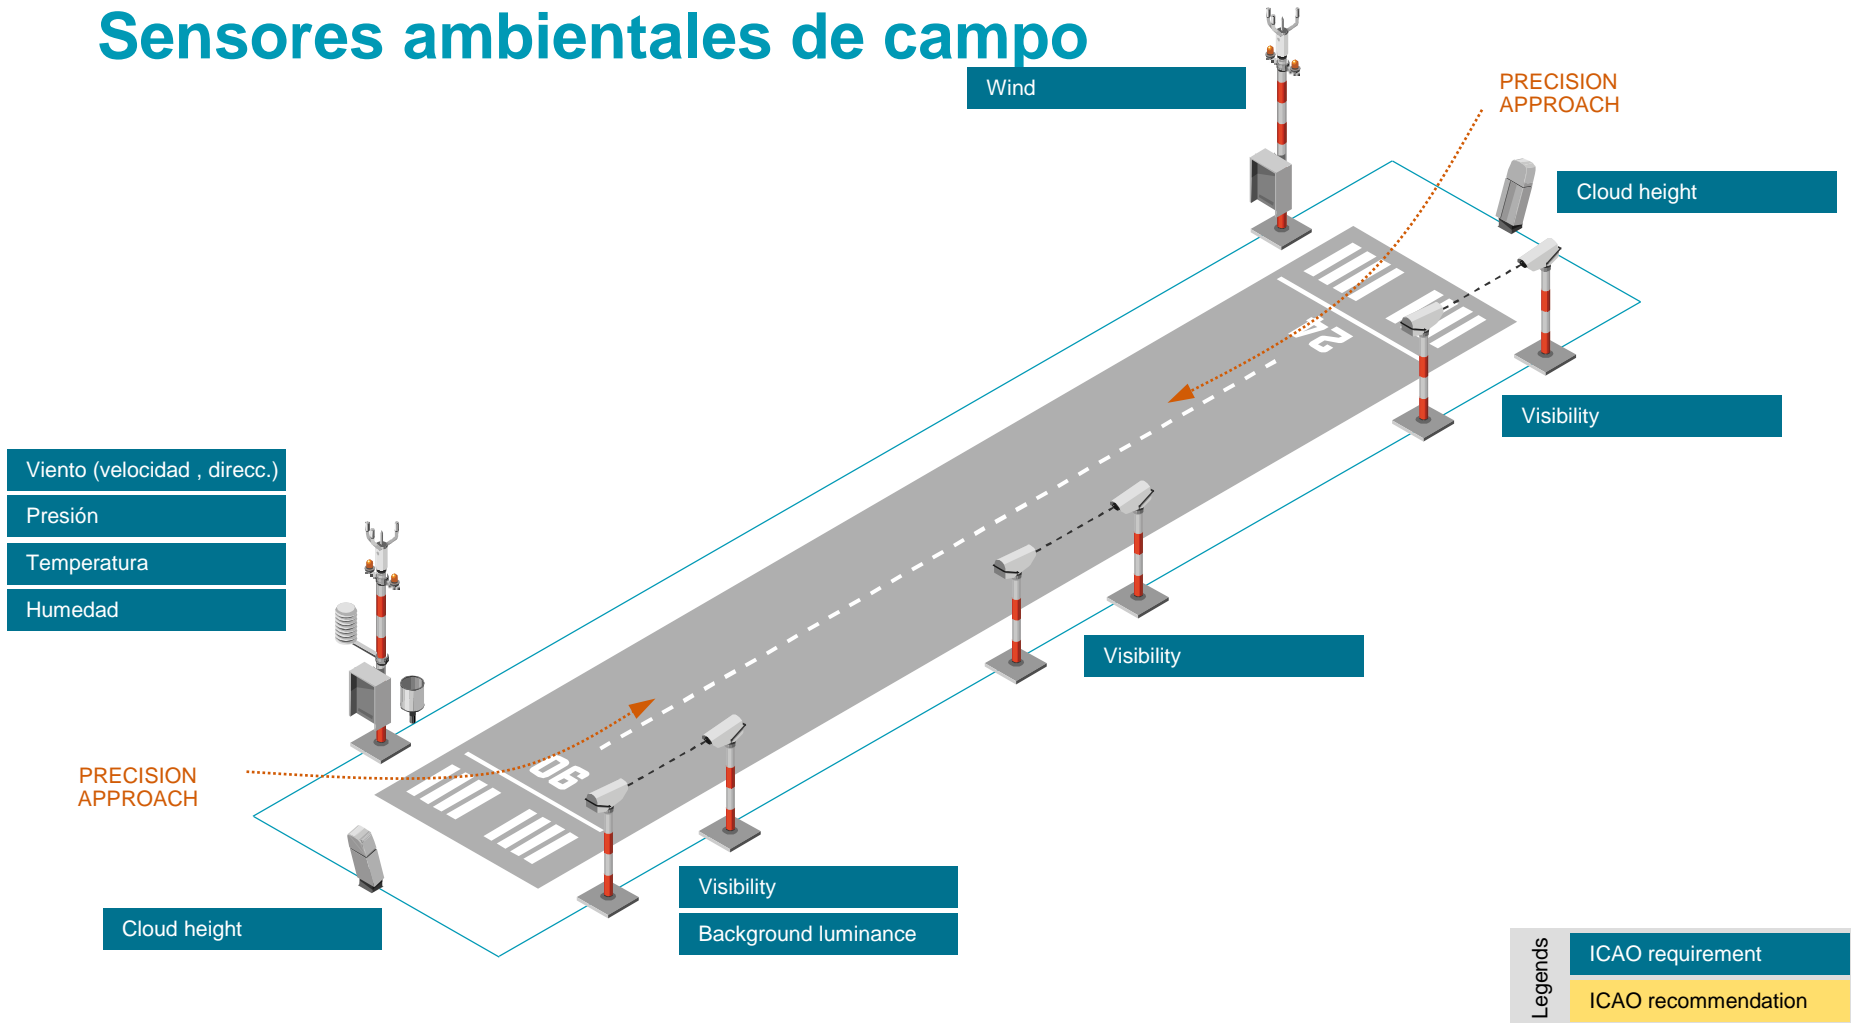 Sensores ambientales de campo
Wind
PRECISION
APPROACH
Cloud height
24
Visibility
Viento (velocidad , direcc.)
Presión
Temperatura
Humedad
Visibility
PRECISION
APPROACH
06
Visibility
Background luminance
Cloud height
Legends
ICAO requirement
ICAO recommendation